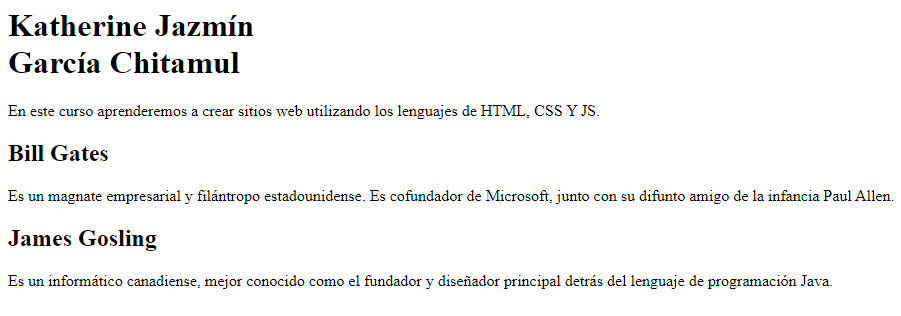 Katherine Jazmín
García Chitamul
En este curso aprenderemos a crear sitios web utilizando los lenguajes de HTML, CSS Y JS.
Bill Gates
Es un magnate empresarial y filántropo estadounidense. Es cofundador de Microsoft, junto con su difunto amigo de la infancia Paul Allen.
James Gosling
Es un informático canadiense, mejor conocido como el fundador y diseñador principal detrás del lenguaje de programación Java.